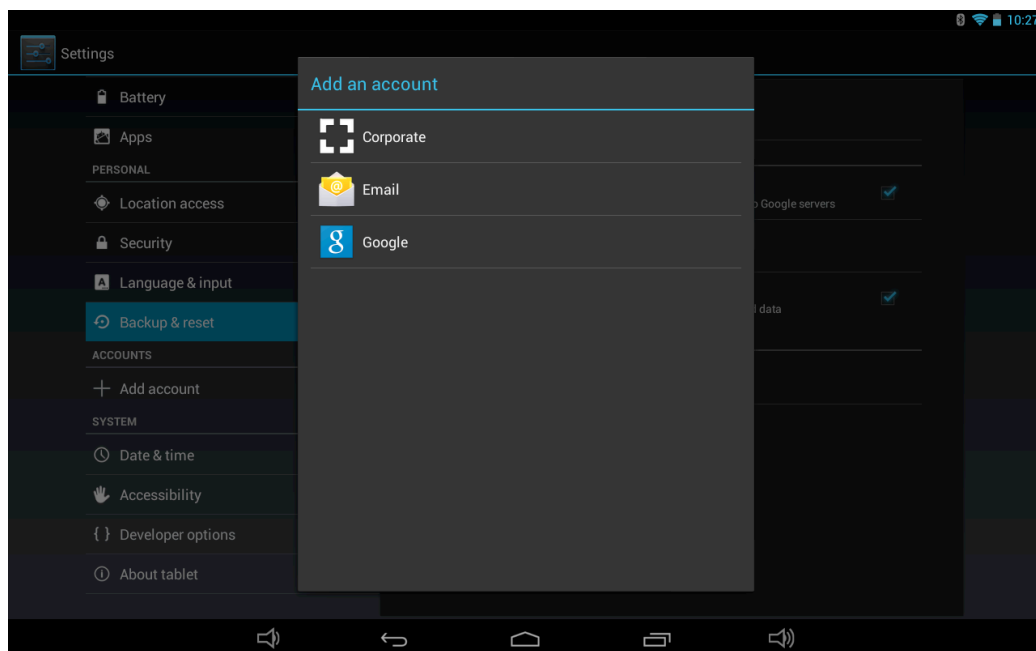 10:27
Settings
Battery
Apps
PERSONAL
Location access
Security
Language & input
Backup & reset
ACCOUNTS
Add account
SYSTEM
Date & time
Accessibility
{ } Developer options
About tablet
Add an account
Corporate
Email
Google
Google servers
data